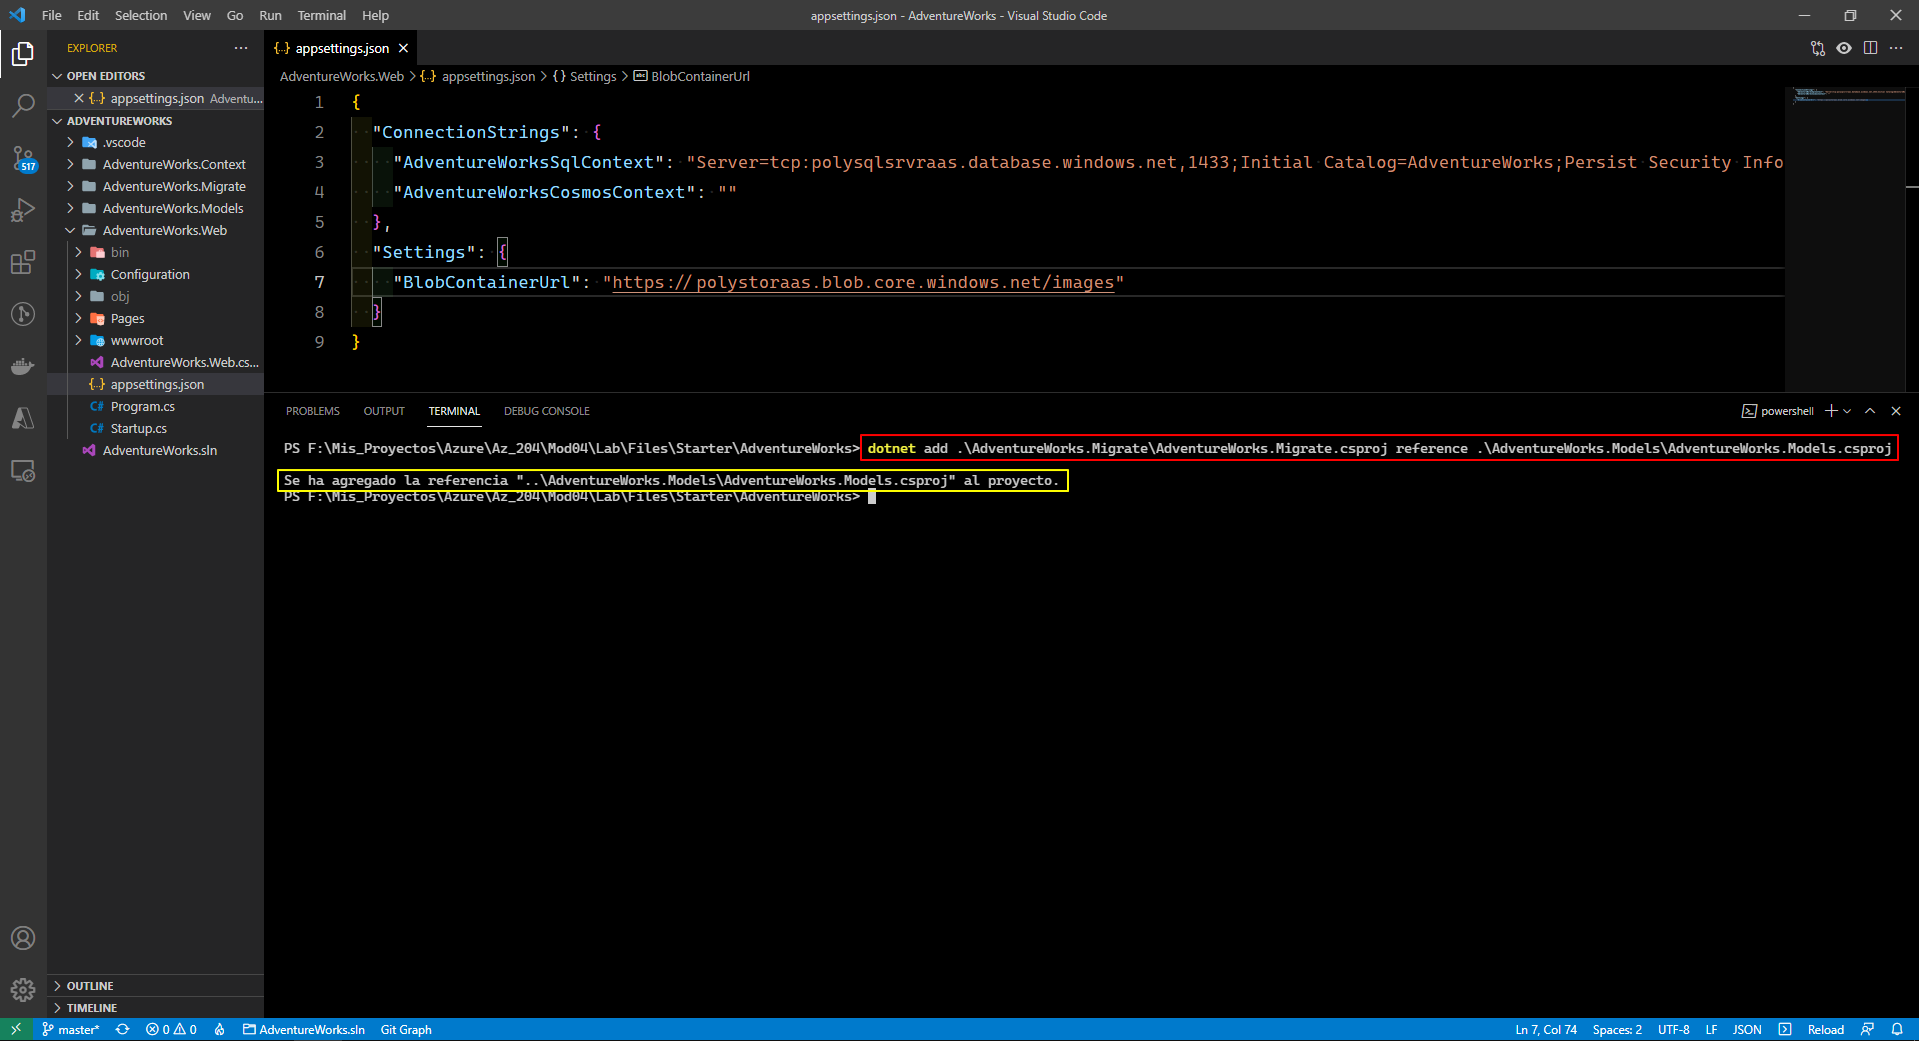 File Edit Selection View Go Run Terminal Help
appsettings.json - AdventureWorks - Visual Studio Code
EXPLORER
OPEN EDITORS
appsettings.json Adventu...
ADVENTUREWORKS
.vscode
AdventureWorks.Context
AdventureWorks.Migrate
AdventureWorks.Models
AdventureWorks.Web
bin
Configuration
obj
Pages
wwwroot
AdventureWorks.Web.cs...
appsettings.json
Program.cs
Startup.cs
AdventureWorks.sln
OUTLINE
TIMELINE
517
appsettings.json
AdventureWorks.Web > {..} appsettings.json > {} Settings > BlobContainerUrl
1 {
2 "ConnectionStrings": {
3 "AdventureWorksSqlContext": "Server=tcp:polysqlsrvraas.database.windows.net,1433;Initial Catalog=AdventureWorks;Persist Security Info
4 "AdventureWorksCosmosContext": ""
5 },
6 "Settings": {
7 "BlobContainerUrl": "https://polystoraas.blob.core.windows.net/images"
8 }
9 }
PROBLEMS OUTPUT TERMINAL DEBUG CONSOLE
powershell
PS F:\Mis_Proyectos\Azure\Az_204\Mod04\Lab\Files\Starter\AdventureWorks> dotnet add .\AdventureWorks.Migrate\AdventureWorks.Migrate.csproj reference .\AdventureWorks.Models\AdventureWorks.Models.csproj
Se ha agregado la referencia "..\AdventureWorks.Models\AdventureWorks.Models.csproj" al proyecto.
PS F:\Mis_Proyectos\Azure\Az_204\Mod04\Lab\Files\Starter\AdventureWorks>
master* 0 0 AdventureWorks.sln Git Graph
Ln 7, Col 74 Spaces: 2 UTF-8 LF JSON Reload